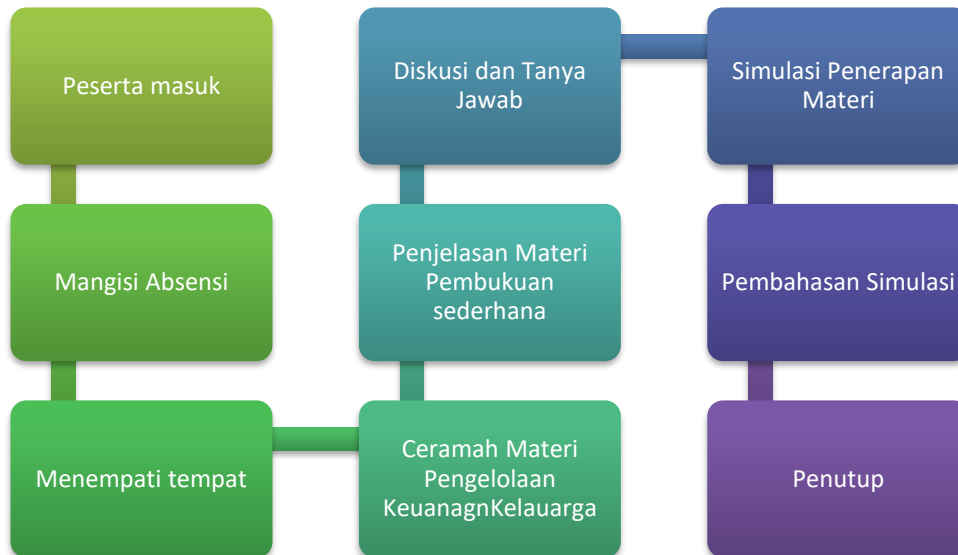 Peserta masuk
Mangisi Absensi
Menempati tempat
Ceramah Materi
Pengelolaan
KeuanagnKelauarga
Penjelasan Materi
Pembukuan
sederhana
Diskusi dan Tanya
Jawab
Simulasi Penerapan
Materi
Pembahasan Simulasi
Penutup